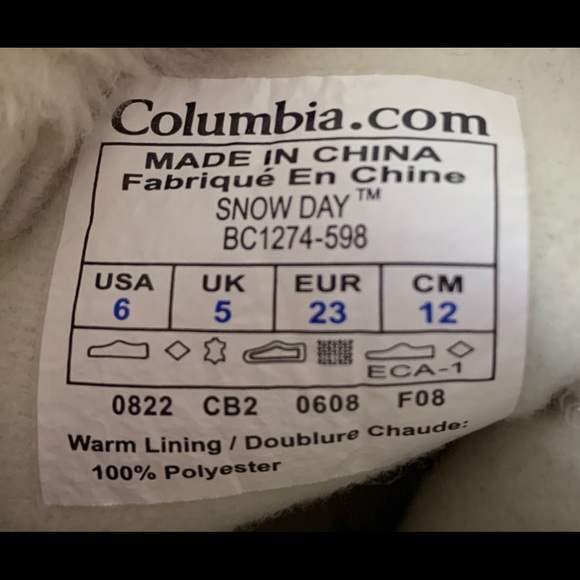 Columbia.com
MADE IN CHINA
Fabriqué En Chine
SNOW DAY™
BC1274-598
USA UK EUR CM
6 5 23 12
ECA-1
0822 CB2 0608 F08
Warm Lining / Doublure Chaude:
100% Polyester